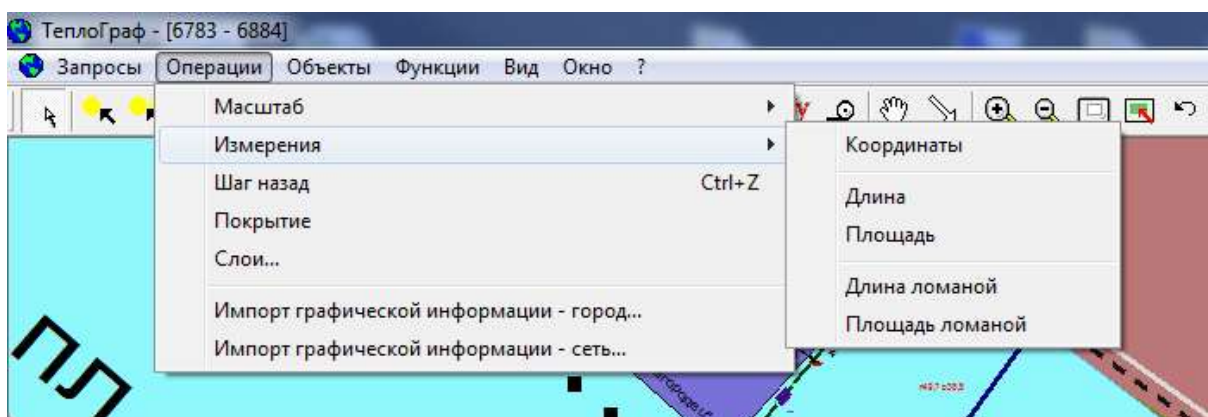 ТеплоГраф - [6783 - 6884]
Запросы Операции Объекты Функции Вид Окно ?
Масштаб
Измерения
Шаг назад Ctrl+Z
Покрытие
Слои...
Импорт графической информации - город...
Импорт графической информации - сеть...
Координаты
Длина
Площадь
Длина ломаной
Площадь ломаной
ПЛ